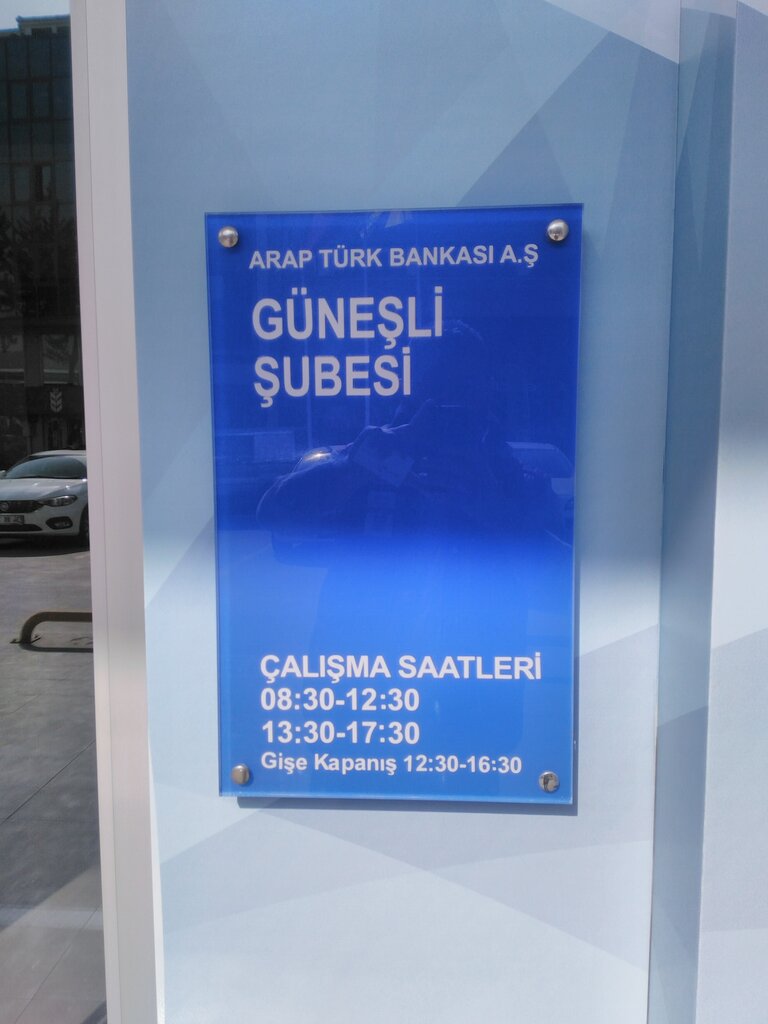 ARAP TÜRK BANKASI A.Ş
GÜNEŞLİ
ŞUBESİ
ÇALIŞMA SAATLERİ
08:30-12:30
13:30-17:30
Gişe Kapanış 12:30-16:30